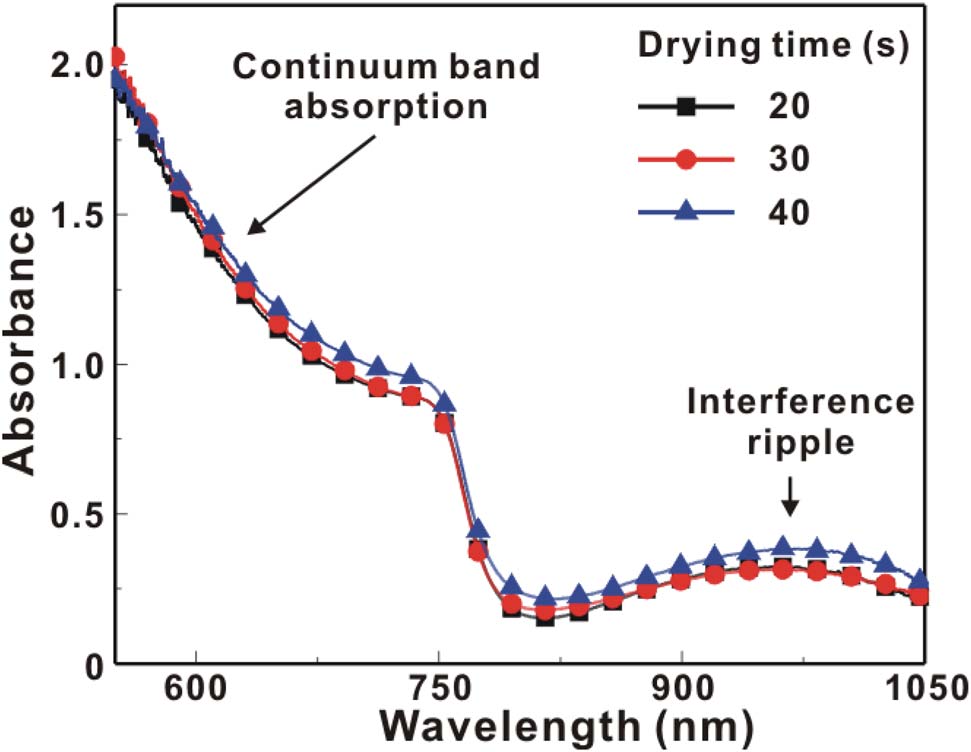 Continuum band
absorption
Drying time (s)
20
30
40
Interference
ripple
2.0
1.5
1.0
0.5
0
Absorbance
600
750
900
1050
Wavelength (nm)